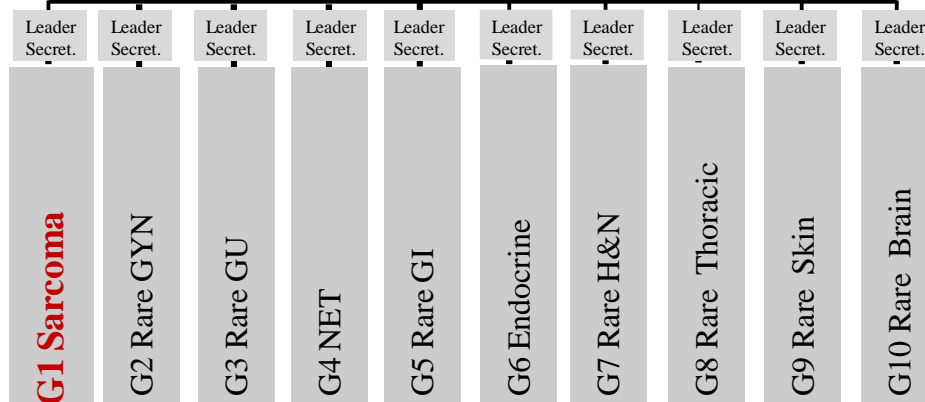 Leader
Secret.
Leader
Secret.
Leader
Secret.
Leader
Secret.
Leader
Secret.
Leader
Secret.
Leader
Secret.
Leader
Secret.
Leader
Secret.
Leader
Secret.
G1 Sarcoma
G2 Rare GYN
G3 Rare GU
G4 NET
G5 Rare GI
G6 Endocrine
G7 Rare H&N
G8 Rare Thoracic
G9 Rare Skin
G10 Rare Brain